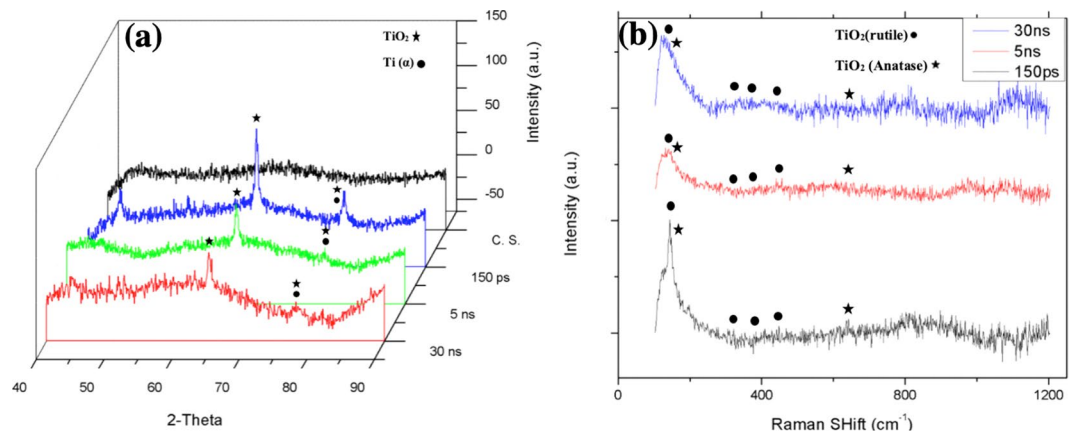 (a)
TiO2 ★
Ti (α) ●
150
100
50
0
-50
Intensity (a.u.)
C. S.
150 ps
5 ns
30 ns
40
50
60
70
80
90
2-Theta
(b)
TiO2(rutile) ●
TiO2 (Anatase) ★
30ns
5ns
150ps
Intensity (a.u.)
0
400
800
1200
Raman SHift (cm-1)